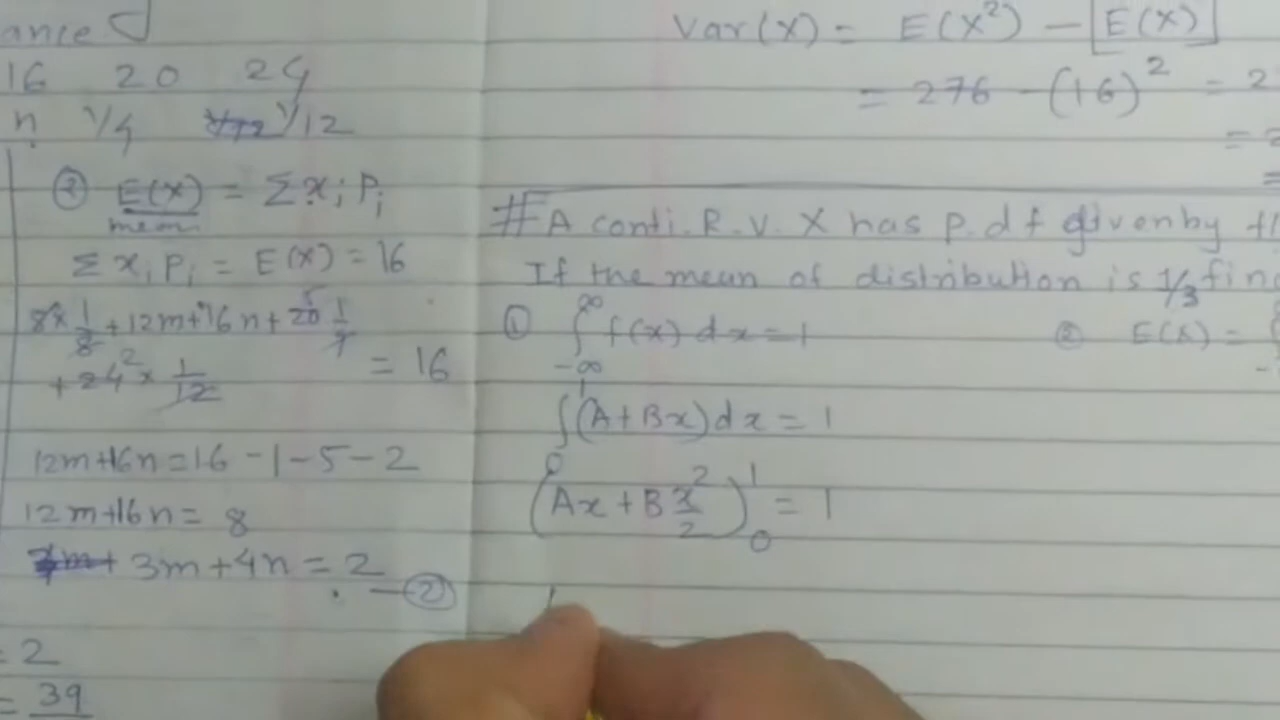 ance
16 20 24
n 1/4 1/12
② E(X) = Σ xi Pi
mean
Σ xi Pi = E(X) = 16
8 x 1/8 + 12m + 16n + 20 1/4
+ 24 x 1/12 = 16
12m+16n = 16 - 1 - 5 - 2
12m+16n = 8
3m + 4n = 2 — ②
= 2
= 39
Var(X) = E(X²) - [E(X)]
= 276 - (16)² = 2
# A conti. R. V. X has p.d f given by f(
If the mean of distribution is 1/3 fin
① ∫_{-∞}^{∞} f(x) dx = 1
② E(X) = ∫
∫_0^1 (A + Bx) dx = 1
(Ax + B x²/2)_0^1 = 1